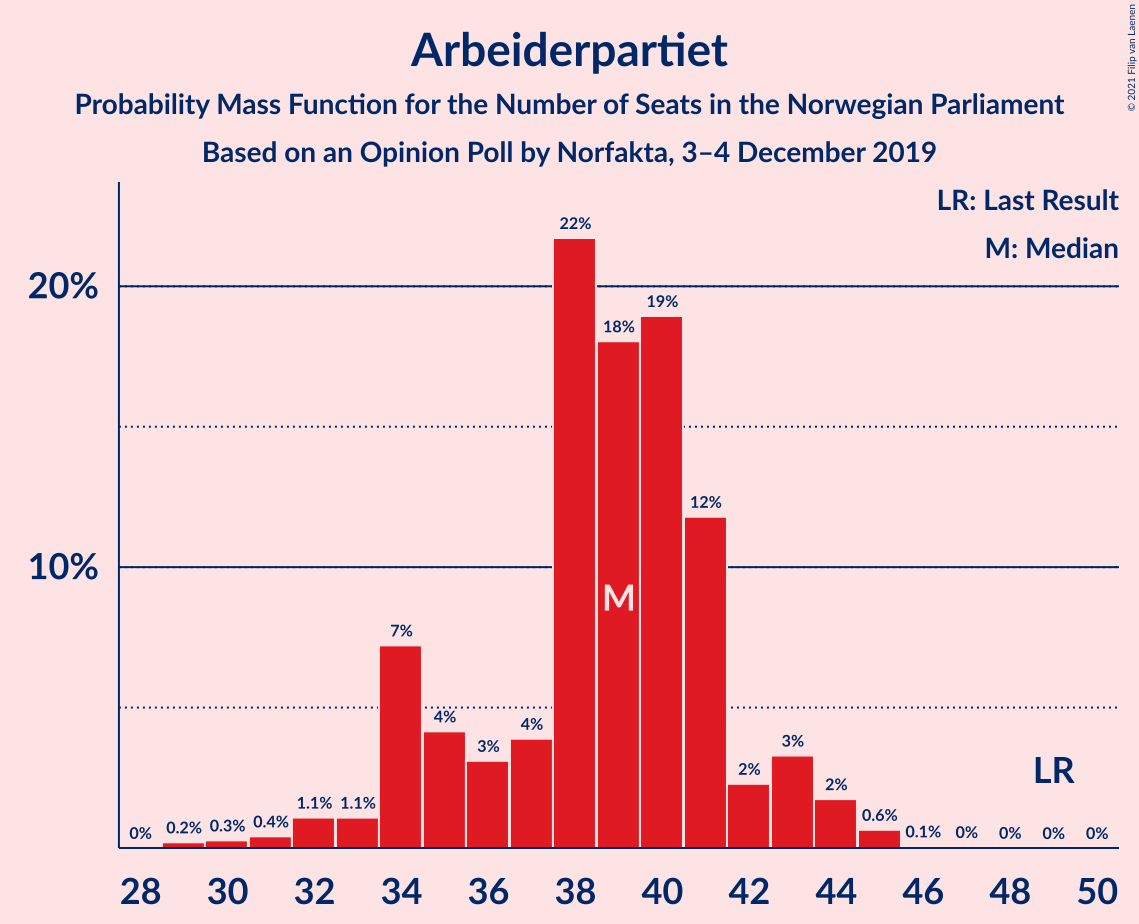 Arbeiderpartiet
Probability Mass Function for the Number of Seats in the Norwegian Parliament
Based on an Opinion Poll by Norfakta, 3–4 December 2019
© 2021 Filip van Laenen
LR: Last Result
M: Median
20%
10%
0%
0.2%
0.3%
0.4%
1.1%
1.1%
7%
4%
3%
4%
22%
18%
19%
12%
2%
3%
2%
0.6%
0.1%
0%
0%
0%
0%
M
LR
28 30 32 34 36 38 40 42 44 46 48 50